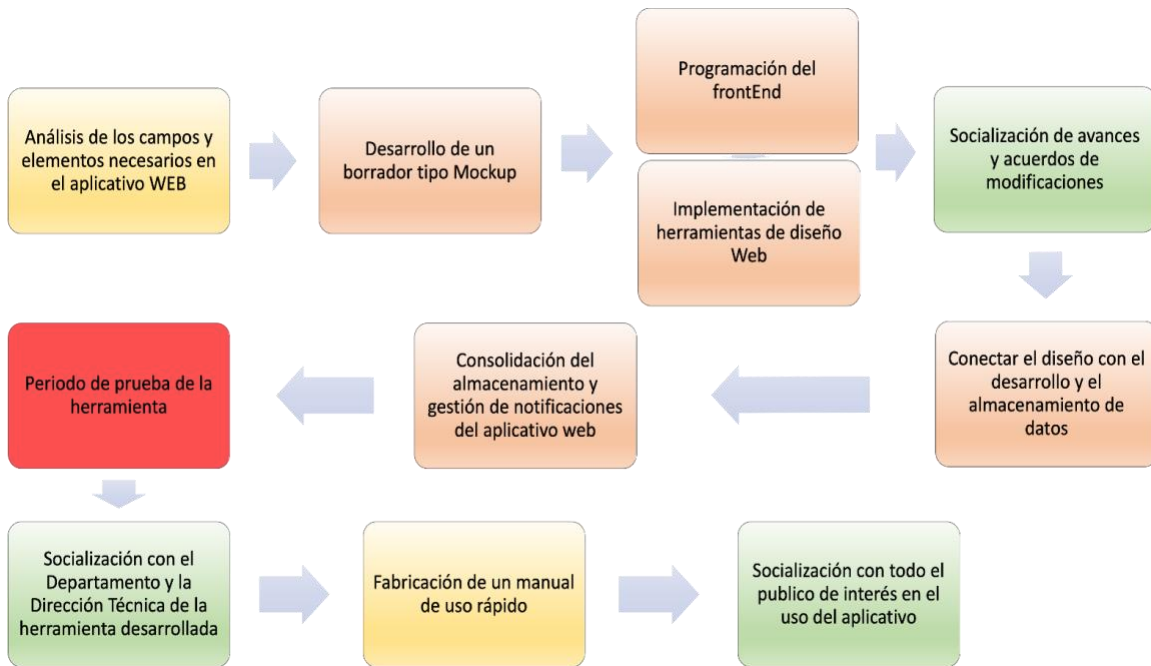 Análisis de los campos y
elementos necesarios en
el aplicativo WEB
Desarrollo de un
borrador tipo Mockup
Programación del
frontEnd
Implementación de
herramientas de diseño
Web
Socialización de avances
y acuerdos de
modificaciones
Conectar el diseño con el
desarrollo y el
almacenamiento de
datos
Consolidación del
almacenamiento y
gestión de notificaciones
del aplicativo web
Periodo de prueba de la
herramienta
Socialización con el
Departamento y la
Dirección Técnica de la
herramienta desarrollada
Fabricación de un manual
de uso rápido
Socialización con todo el
publico de interés en el
uso del aplicativo